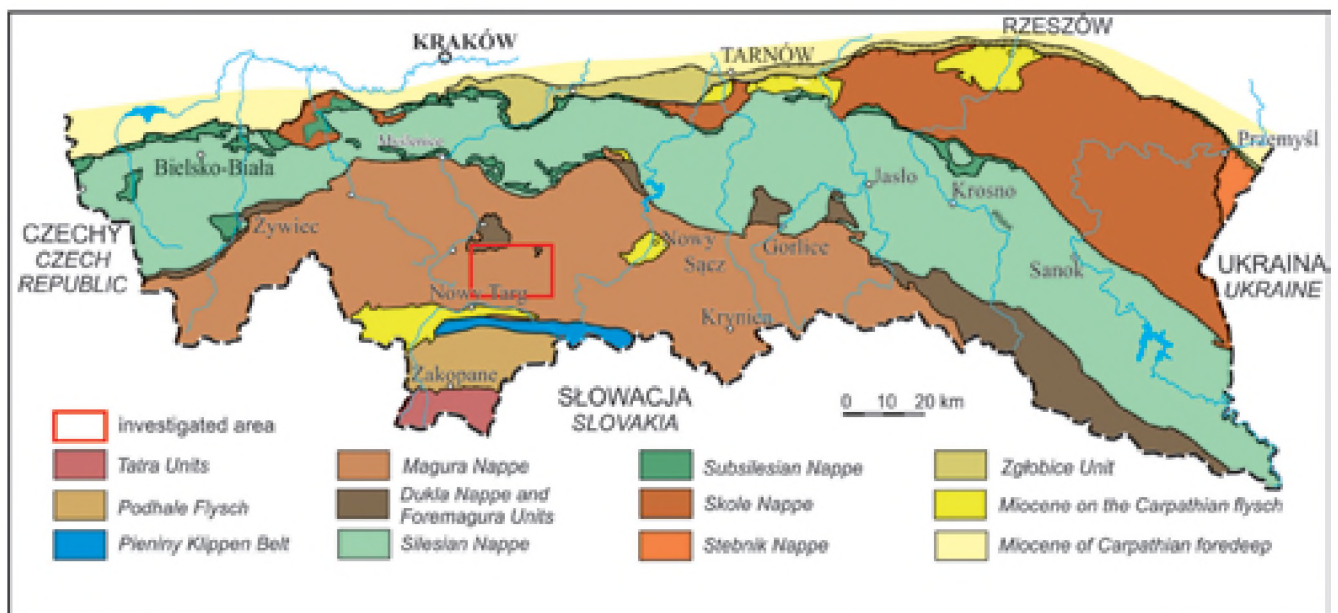 KRAKÓW
RZESZÓW
TARNÓW
Przemyśl
Myślenice
Bielsko-Biała
Jasło
Krosno
Żywiec
CZECHY
CZECH
REPUBLIC
Nowy
Sącz
Gorlice
Sanok
UKRAINA
UKRAINE
Nowy Targ
Krynica
Zakopane
SŁOWACJA
SLOVAKIA
0 10 20 km
investigated area
Tatra Units
Podhale Flysch
Pieniny Klippen Belt
Magura Nappe
Dukla Nappe and
Foremagura Units
Silesian Nappe
Subsilesian Nappe
Skole Nappe
Stebnik Nappe
Zgłobice Unit
Miocene on the Carpathian flysch
Miocene of Carpathian foredeep